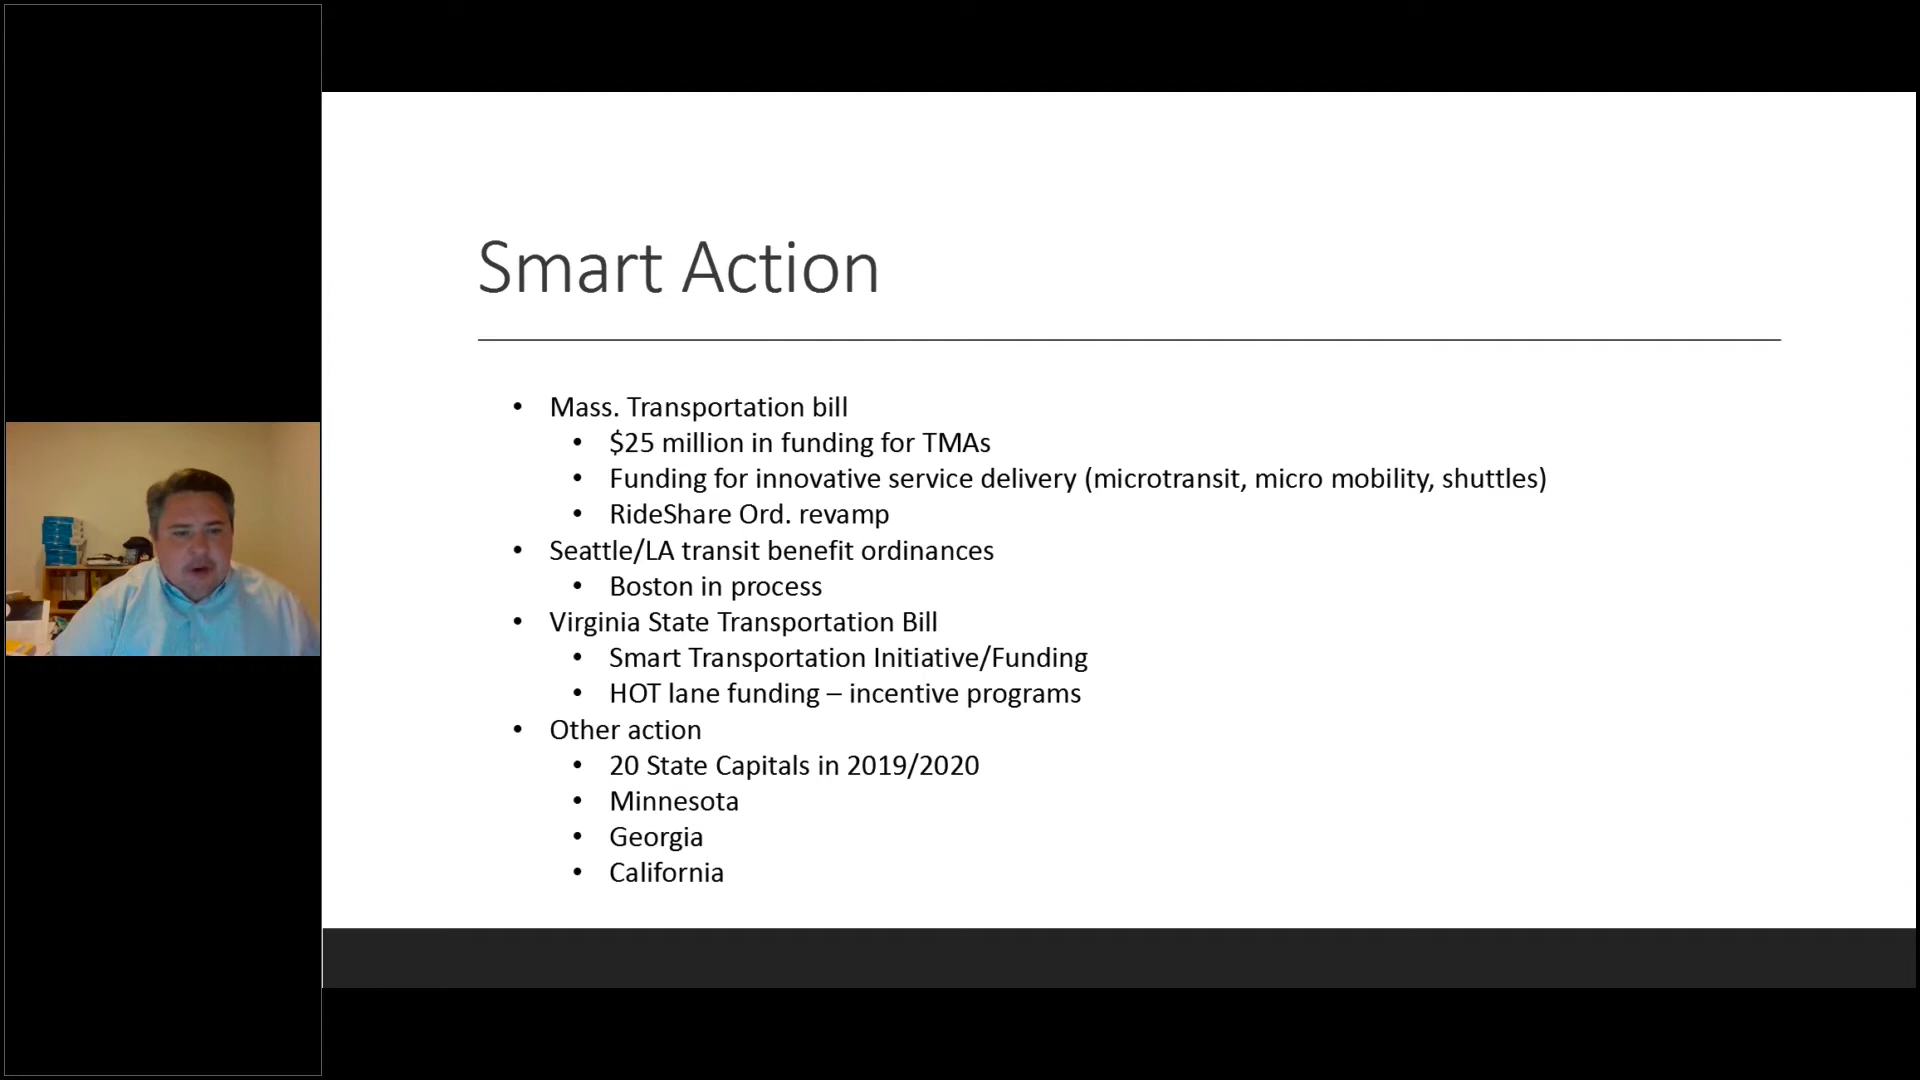 Smart Action
• Mass. Transportation bill
• $25 million in funding for TMAs
• Funding for innovative service delivery (microtransit, micro mobility, shuttles)
• RideShare Ord. revamp
• Seattle/LA transit benefit ordinances
• Boston in process
• Virginia State Transportation Bill
• Smart Transportation Initiative/Funding
• HOT lane funding – incentive programs
• Other action
• 20 State Capitals in 2019/2020
• Minnesota
• Georgia
• California